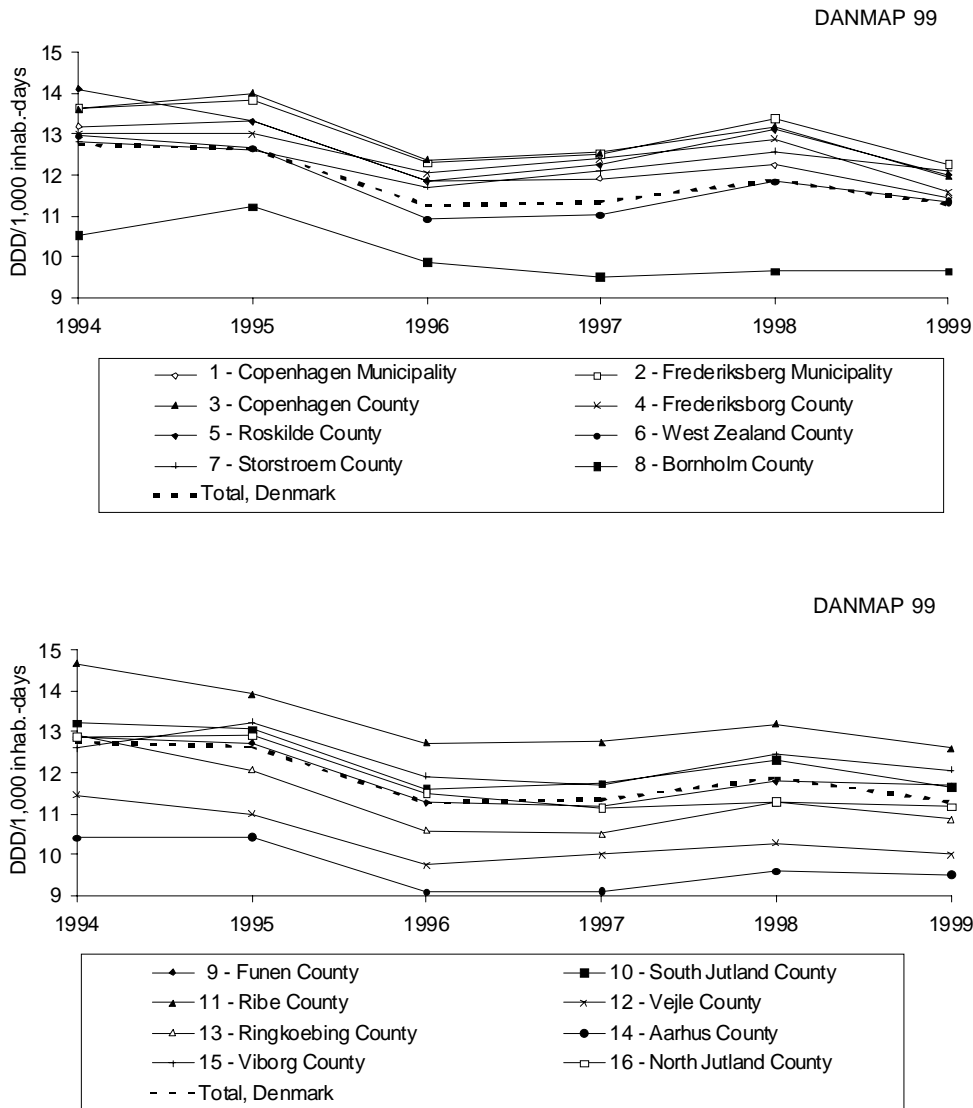 DANMAP 99
15
14
13
12
11
10
9
DDD/1,000 inhab.-days
1994 1995 1996 1997 1998 1999
1 - Copenhagen Municipality 2 - Frederiksberg Municipality
3 - Copenhagen County 4 - Frederiksborg County
5 - Roskilde County 6 - West Zealand County
7 - Storstroem County 8 - Bornholm County
Total, Denmark
DANMAP 99
15
14
13
12
11
10
9
DDD/1,000 inhab.-days
1994 1995 1996 1997 1998 1999
9 - Funen County 10 - South Jutland County
11 - Ribe County 12 - Vejle County
13 - Ringkoebing County 14 - Aarhus County
15 - Viborg County 16 - North Jutland County
Total, Denmark